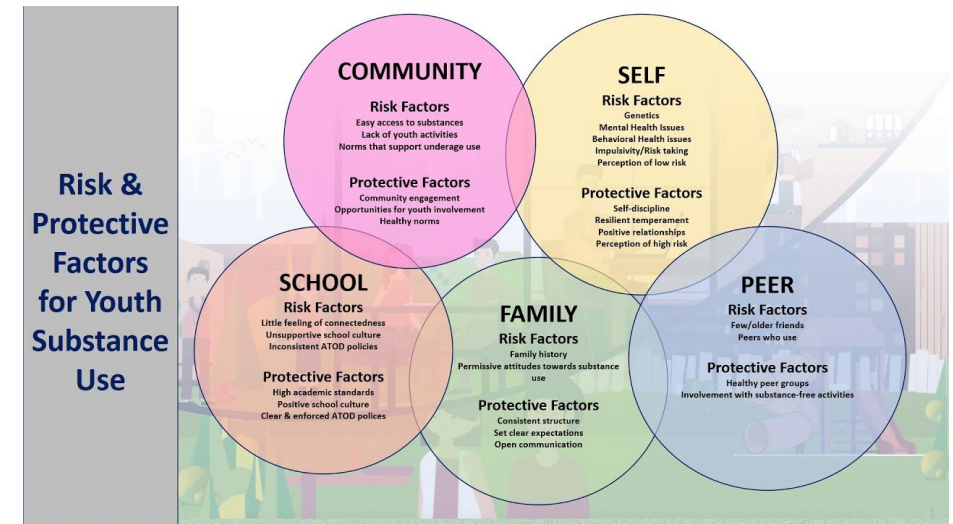 Risk &
Protective
Factors
for Youth
Substance
Use
COMMUNITY
Risk Factors
Easy access to substances
Lack of youth activities
Norms that support underage use
Protective Factors
Community engagement
Opportunities for youth involvement
Healthy norms
SELF
Risk Factors
Genetics
Mental Health Issues
Behavioral Health issues
Impulsivity/Risk taking
Perception of low risk
Protective Factors
Self-discipline
Resilient temperament
Positive relationships
Perception of high risk
SCHOOL
Risk Factors
Little feeling of connectedness
Unsupportive school culture
Inconsistent ATOD policies
Protective Factors
High academic standards
Positive school culture
Clear & enforced ATOD polices
FAMILY
Risk Factors
Family history
Permissive attitudes towards substance
use
Protective Factors
Consistent structure
Set clear expectations
Open communication
PEER
Risk Factors
Few/older friends
Peers who use
Protective Factors
Healthy peer groups
Involvement with substance-free activities